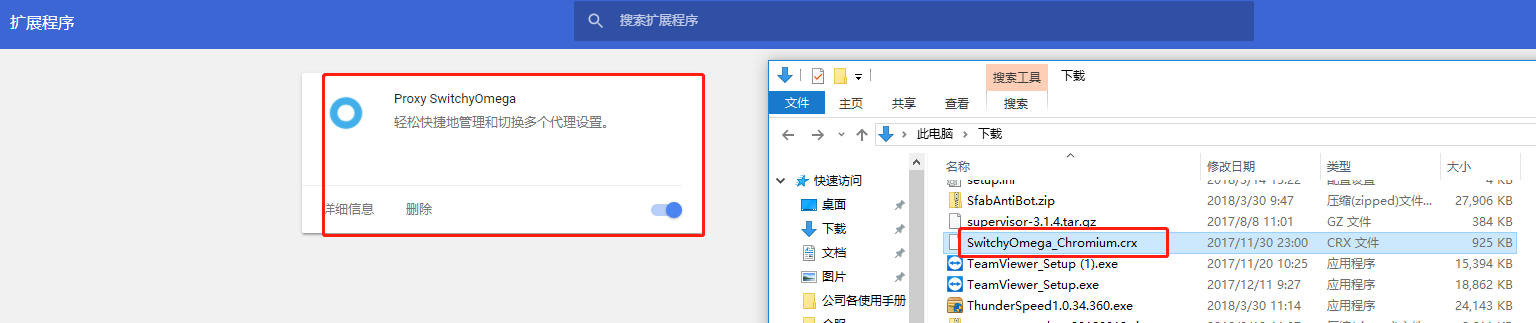 扩展程序
搜索扩展程序
Proxy SwitchyOmega
轻松快捷地管理和切换多个代理设置。
详细信息 删除
搜索工具 下载
文件 主页 共享 查看 搜索
此电脑 下载
快速访问
桌面
下载
文档
图片
公司各使用手册
名称 修改日期 类型 大小
setup.ini 2018/3/14 15:22 配置设置 4 KB
SfabAntiBot.zip 2018/3/30 9:47 压缩(zipped)文件... 27,906 KB
supervisor-3.1.4.tar.gz 2017/8/8 11:01 GZ 文件 384 KB
SwitchyOmega_Chromium.crx 2017/11/30 23:00 CRX 文件 925 KB
TeamViewer_Setup (1).exe 2017/11/20 10:25 应用程序 15,394 KB
TeamViewer_Setup.exe 2017/12/11 9:27 应用程序 18,862 KB
ThunderSpeed1.0.34.360.exe 2018/3/30 11:14 应用程序 24,143 KB